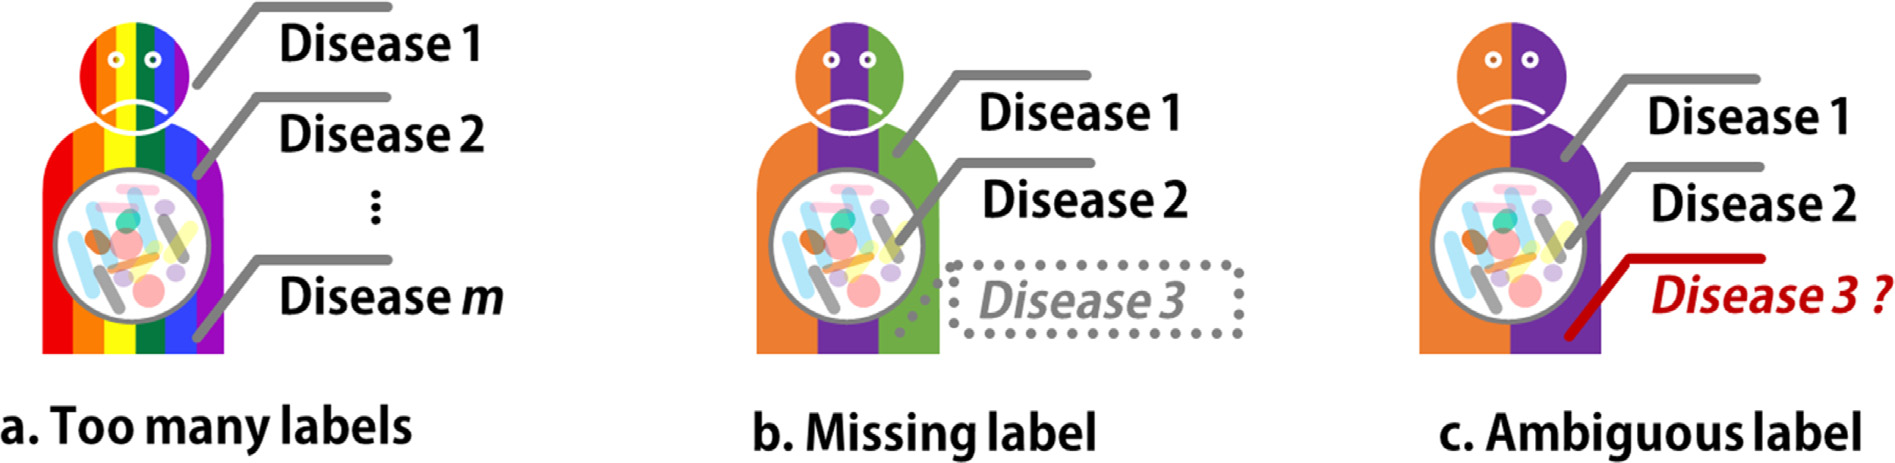 Disease 1
Disease 2
⋮
Disease m
a. Too many labels
Disease 1
Disease 2
Disease 3
b. Missing label
Disease 1
Disease 2
Disease 3 ?
c. Ambiguous label